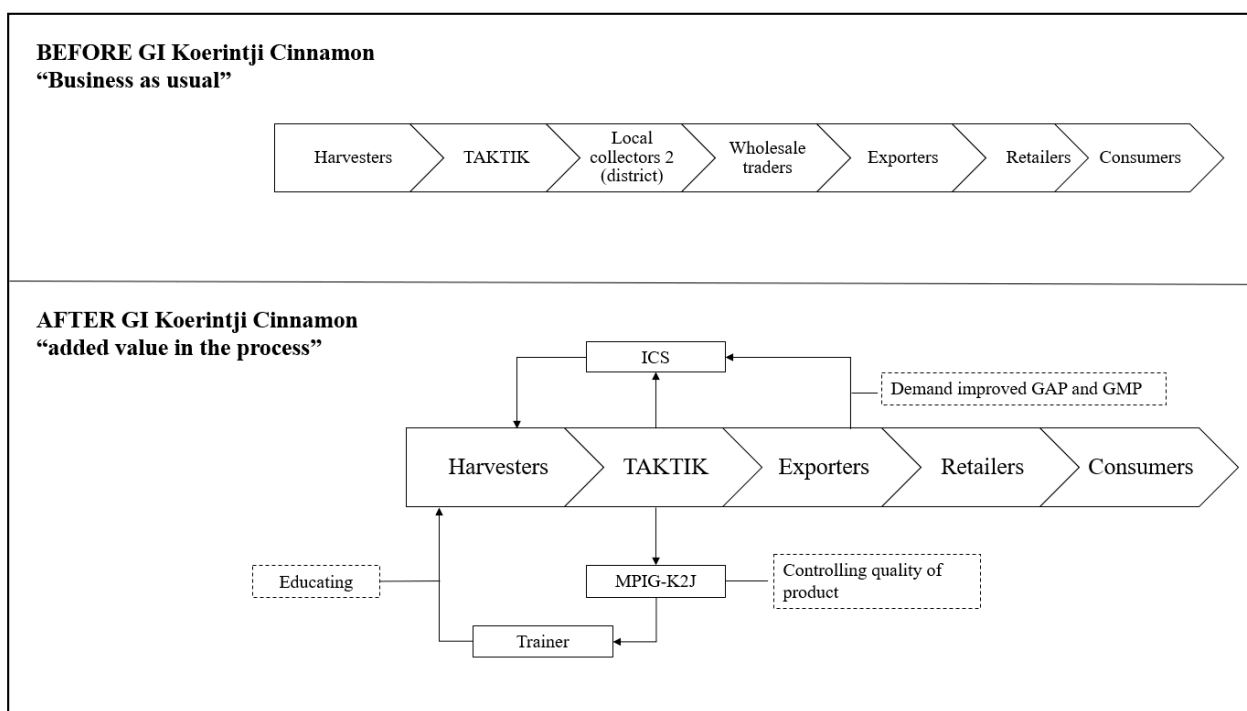 BEFORE GI Koerintji Cinnamon
“Business as usual”
Harvesters
TAKTIK
Local
collectors 2
(district)
Wholesale
traders
Exporters
Retailers
Consumers
AFTER GI Koerintji Cinnamon
“added value in the process”
ICS
Demand improved GAP and GMP
Harvesters
TAKTIK
Exporters
Retailers
Consumers
Educating
MPIG-K2J
Controlling quality of
product
Trainer